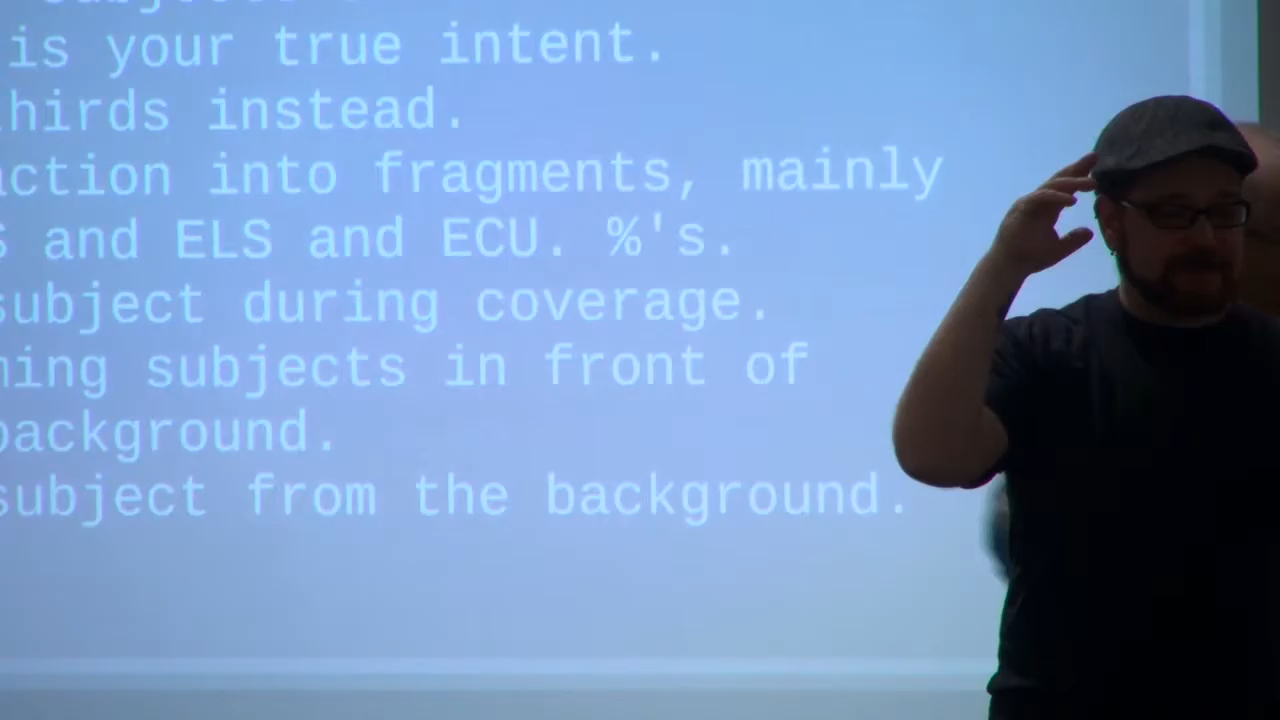 is your true intent.
hirds instead.
ction into fragments, mainly
and ELS and ECU. %'s.
subject during coverage.
ing subjects in front of
background.
subject from the background.